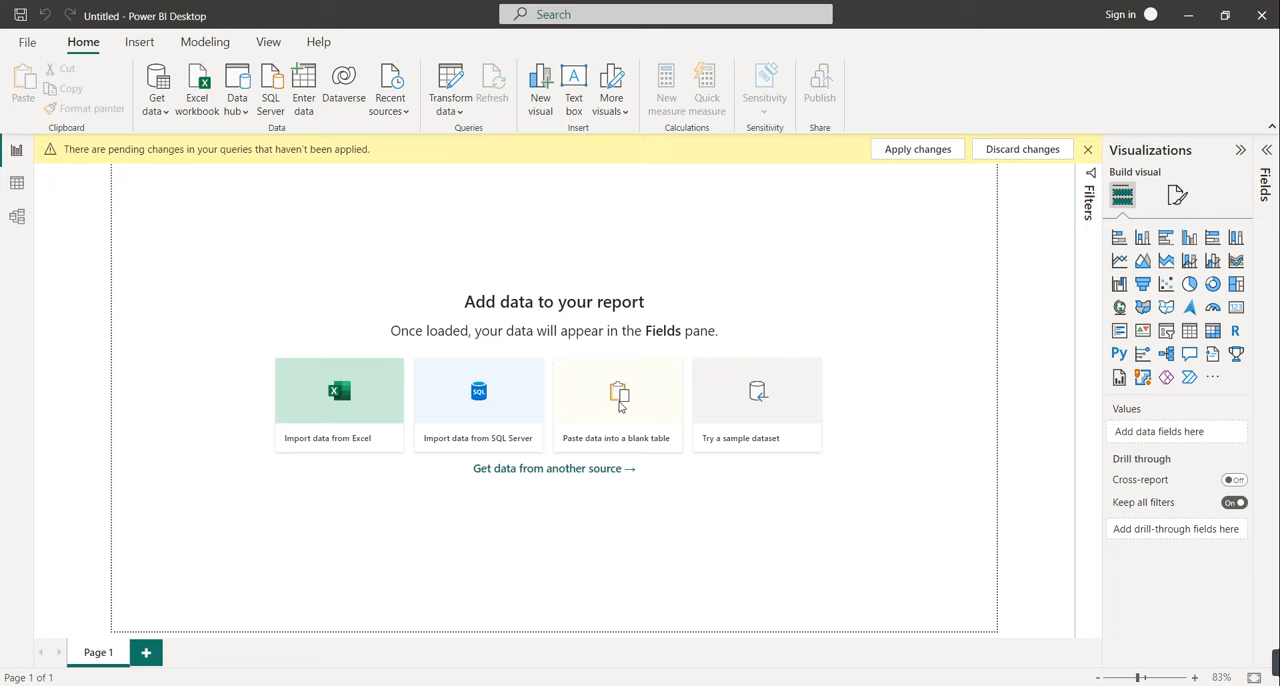 Untitled - Power BI Desktop
Search
Sign in
File
Home
Insert
Modeling
View
Help
Paste
Cut
Copy
Format painter
Clipboard
Get data
Excel workbook
Data hub
SQL Server
Enter data
Dataverse
Recent sources
Data
Transform data
Refresh
Queries
New visual
Text box
More visuals
Insert
New measure
Quick measure
Calculations
Sensitivity
Sensitivity
Publish
Share
There are pending changes in your queries that haven't been applied.
Apply changes
Discard changes
Filters
Visualizations
Build visual
Fields
Add data to your report
Once loaded, your data will appear in the Fields pane.
Import data from Excel
SQL
Import data from SQL Server
Paste data into a blank table
Try a sample dataset
Get data from another source →
R
Py
123
Values
Add data fields here
Drill through
Cross-report
Off
Keep all filters
On
Add drill-through fields here
Page 1
Page 1 of 1
- + 83%